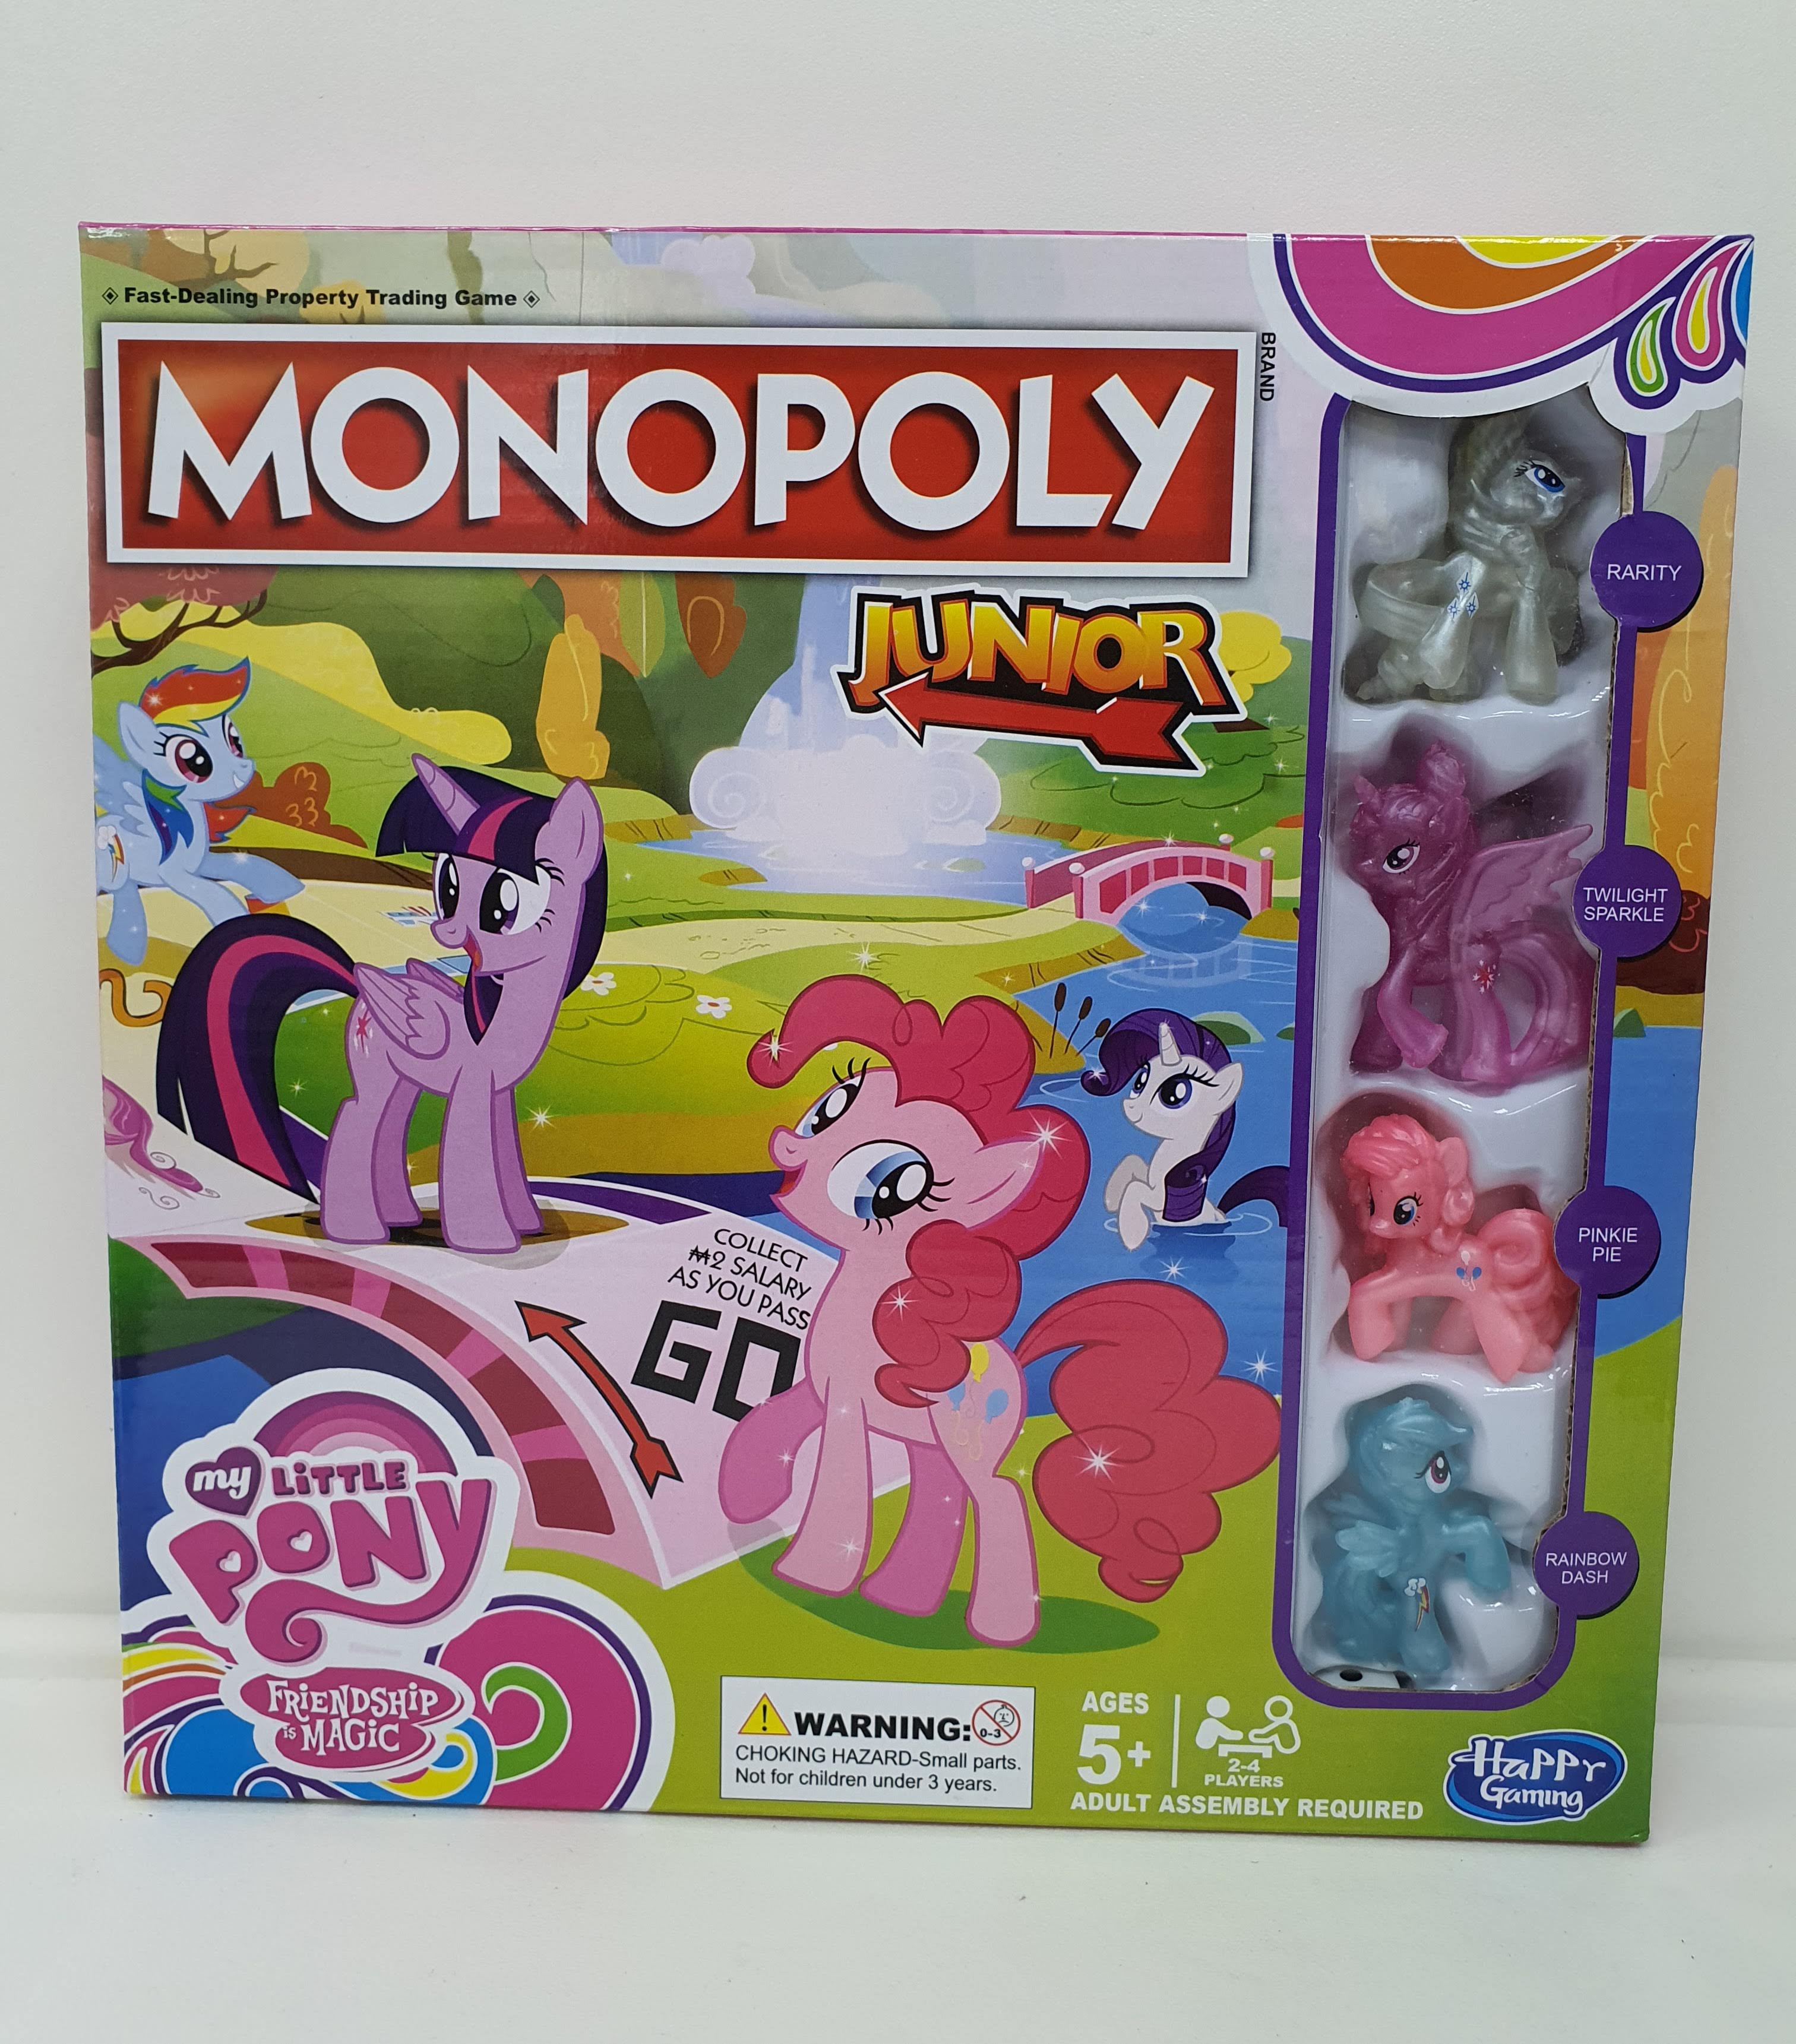 Fast-Dealing Property Trading Game
MONOPOLY
BRAND
JUNIOR
RARITY
TWILIGHT
SPARKLE
PINKIE
PIE
RAINBOW
DASH
COLLECT
₩2 SALARY
AS YOU PASS
GO
my LiTTLE
PONY
FRiENDSHiP
iS MAGiC
WARNING:
0-3
CHOKING HAZARD-Small parts.
Not for children under 3 years.
AGES
5+
2-4
PLAYERS
ADULT ASSEMBLY REQUIRED
HaPPy
Gaming